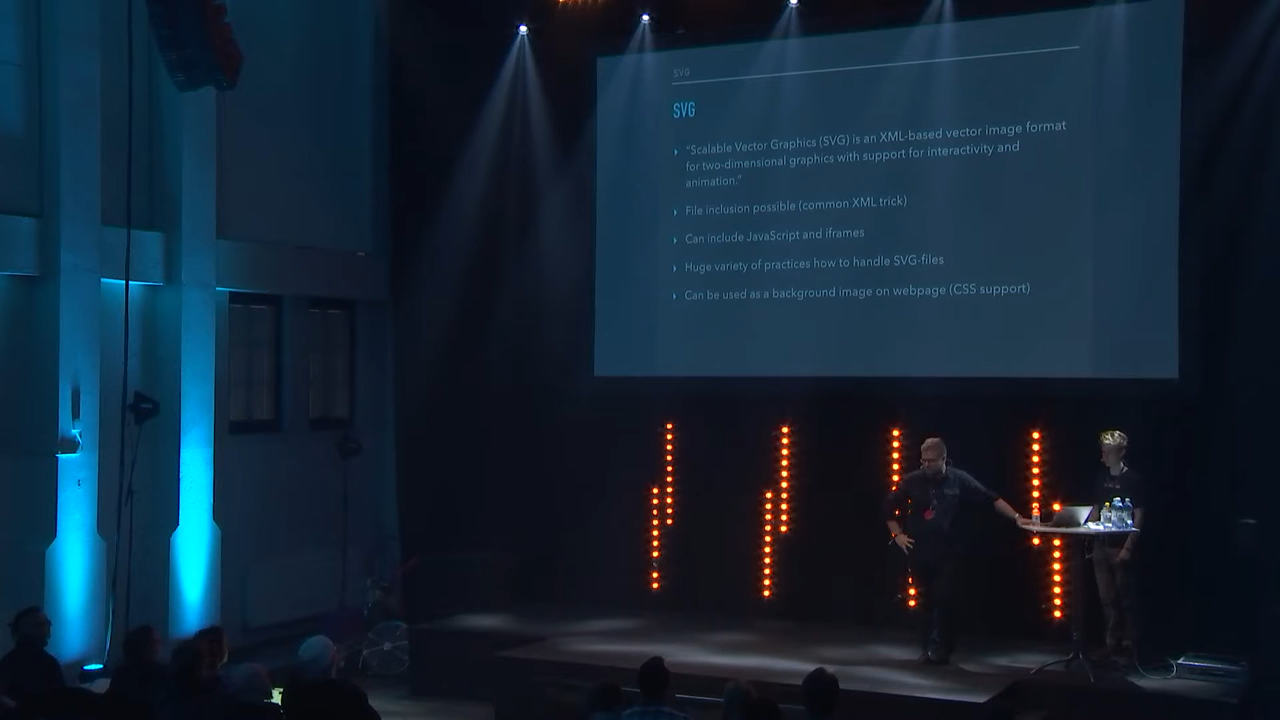 SVG
SVG
"Scalable Vector Graphics (SVG) is an XML-based vector image format
for two-dimensional graphics with support for interactivity and
animation."
File inclusion possible (common XML trick)
Can include JavaScript and iframes
Huge variety of practices how to handle SVG-files
Can be used as a background image on webpage (CSS support)